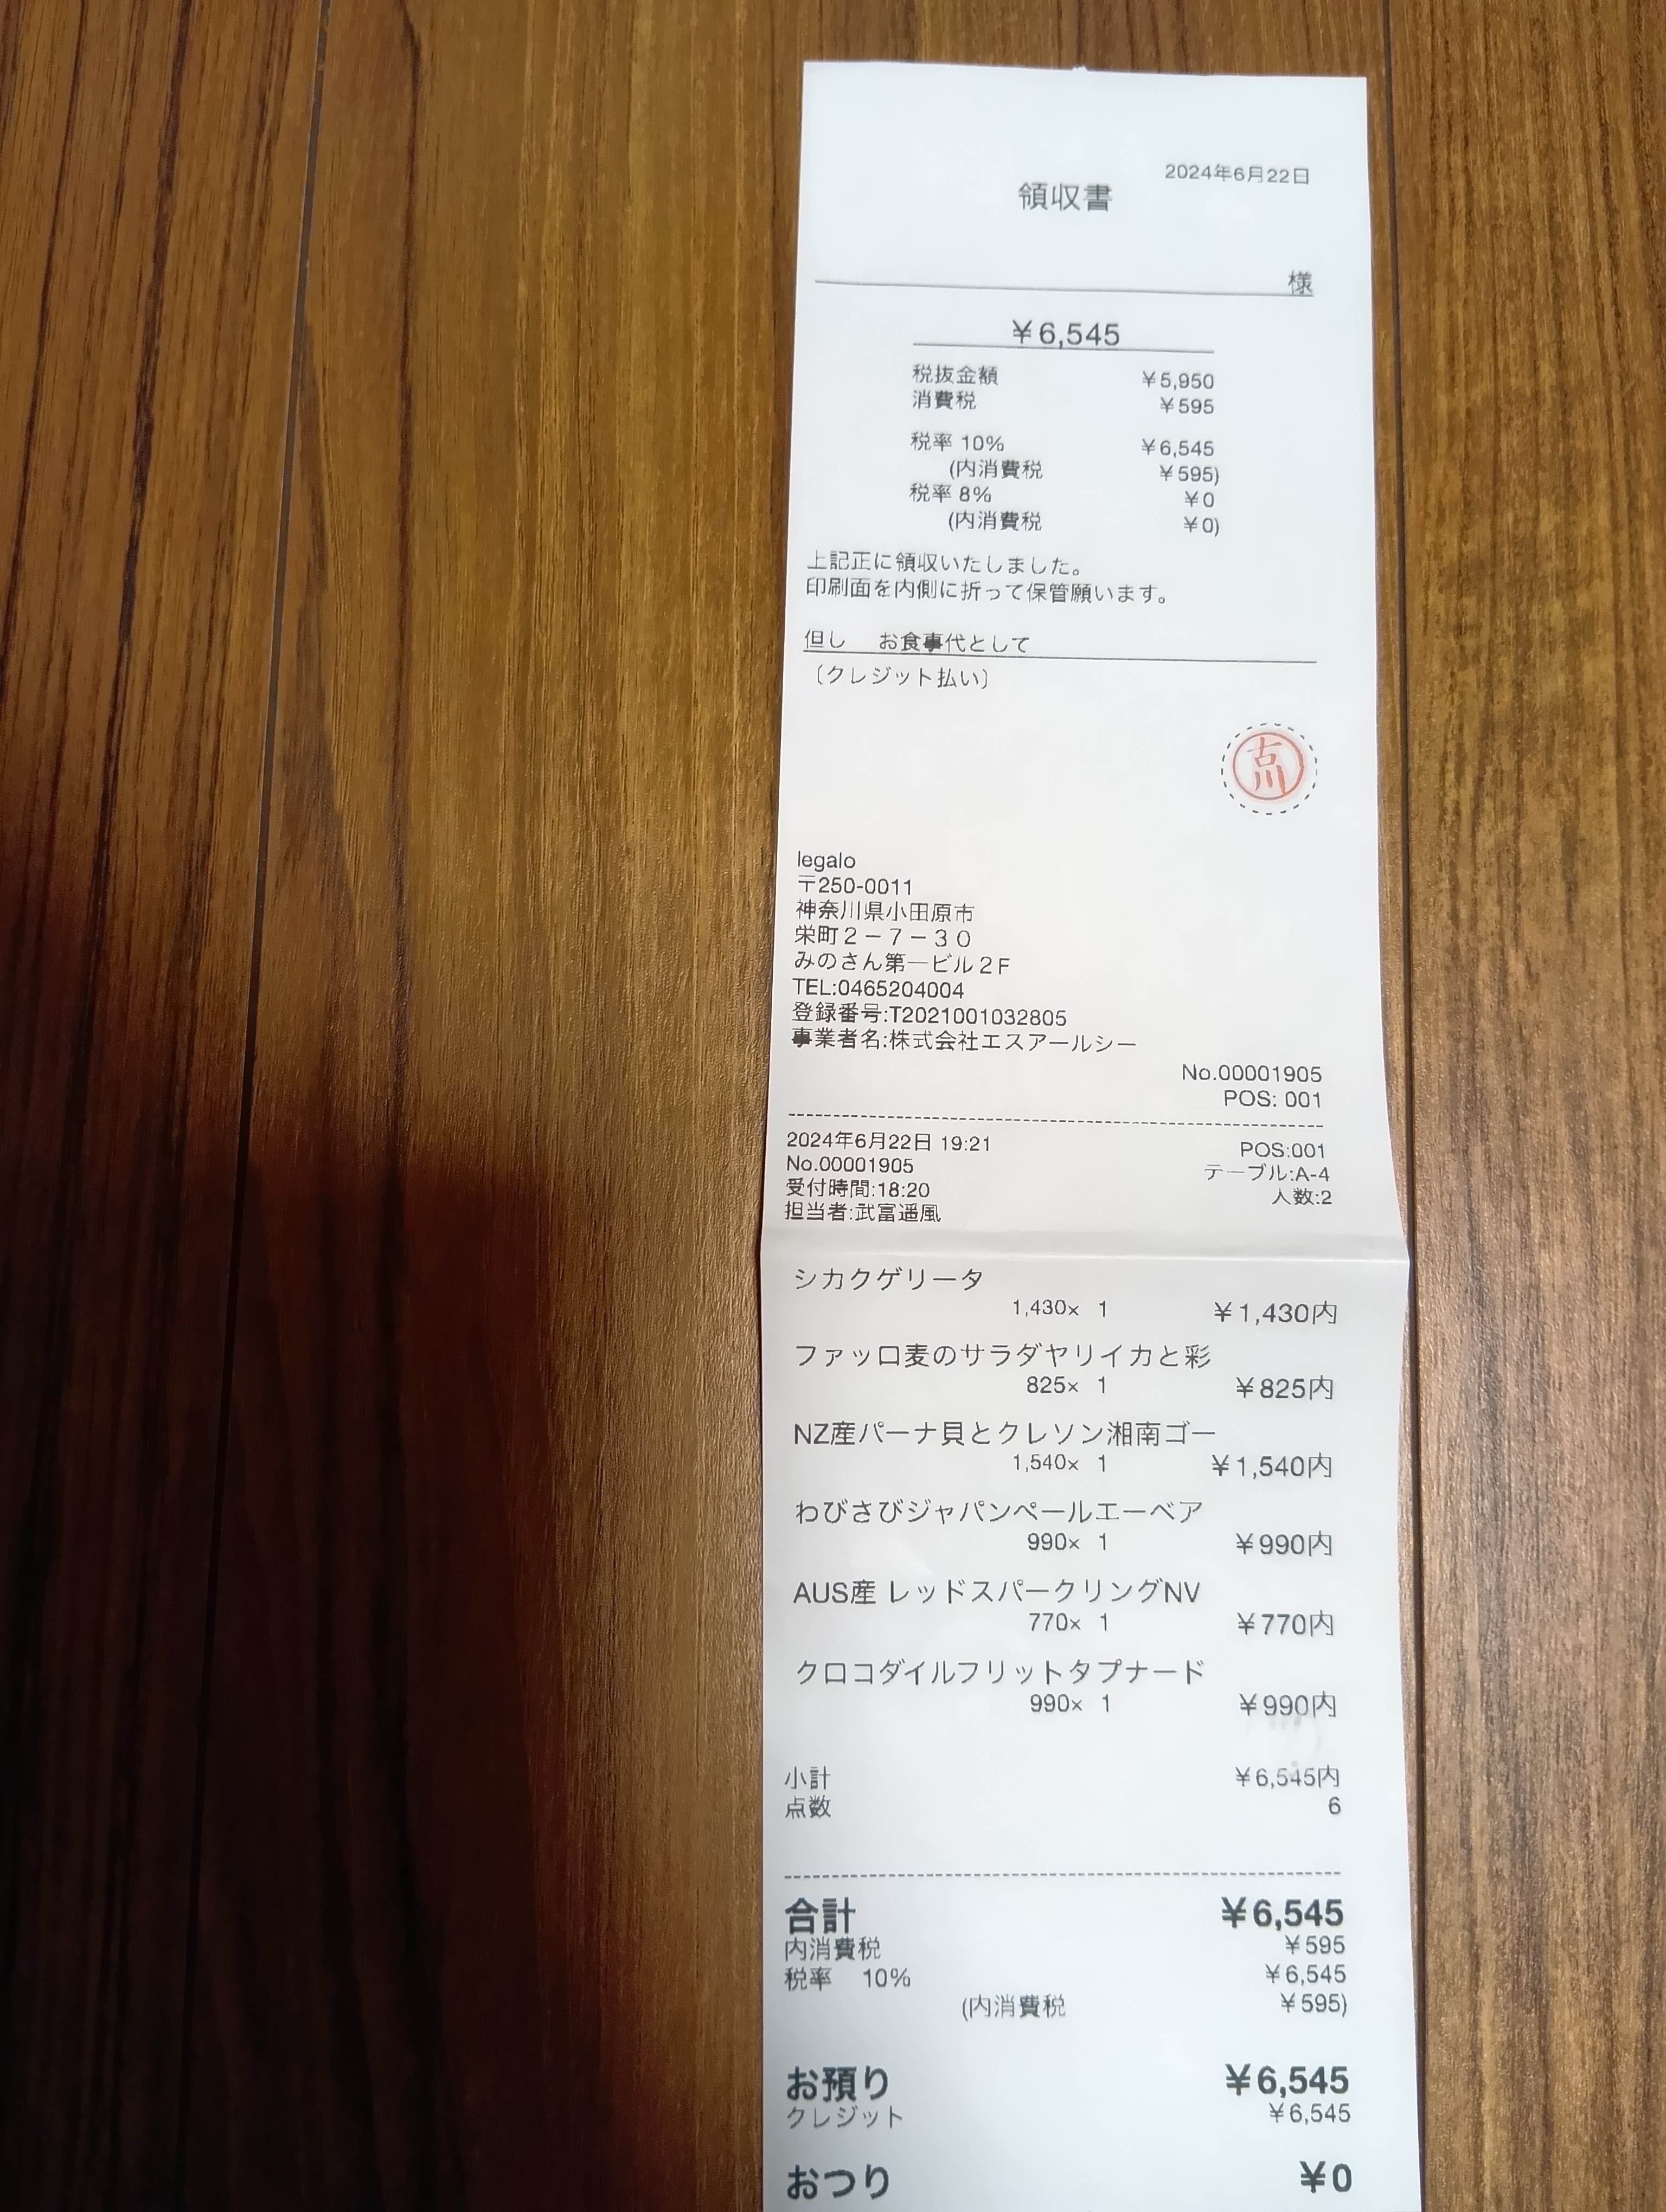 2024年6月22日
領収書
様
¥6,545
税抜金額 ¥5,950
消費税 ¥595
税率 10% ¥6,545
(内消費税 ¥595)
税率 8% ¥0
(内消費税 ¥0)
上記正に領収いたしました。
印刷面を内側に折って保管願います。
但し お食事代として
〔クレジット払い〕
古川
legalo
〒250-0011
神奈川県小田原市
栄町2−7−30
みのさん第一ビル2F
TEL:0465204004
登録番号:T2021001032805
事業者名:株式会社エスアールシー
No.00001905
POS: 001
2024年6月22日 19:21 POS:001
No.00001905 テーブル:A-4
受付時間:18:20 人数:2
担当者:武富遥風
シカクゲリータ
1,430× 1 ¥1,430内
ファッロ麦のサラダヤリイカと彩
825× 1 ¥825内
NZ産パーナ貝とクレソン湘南ゴー
1,540× 1 ¥1,540内
わびさびジャパンペールエーベア
990× 1 ¥990内
AUS産 レッドスパークリングNV
770× 1 ¥770内
クロコダイルフリットタプナード
990× 1 ¥990内
小計 ¥6,545内
点数 6
合計 ¥6,545
内消費税 ¥595
税率 10% ¥6,545
(内消費税 ¥595)
お預り ¥6,545
クレジット ¥6,545
おつり ¥0